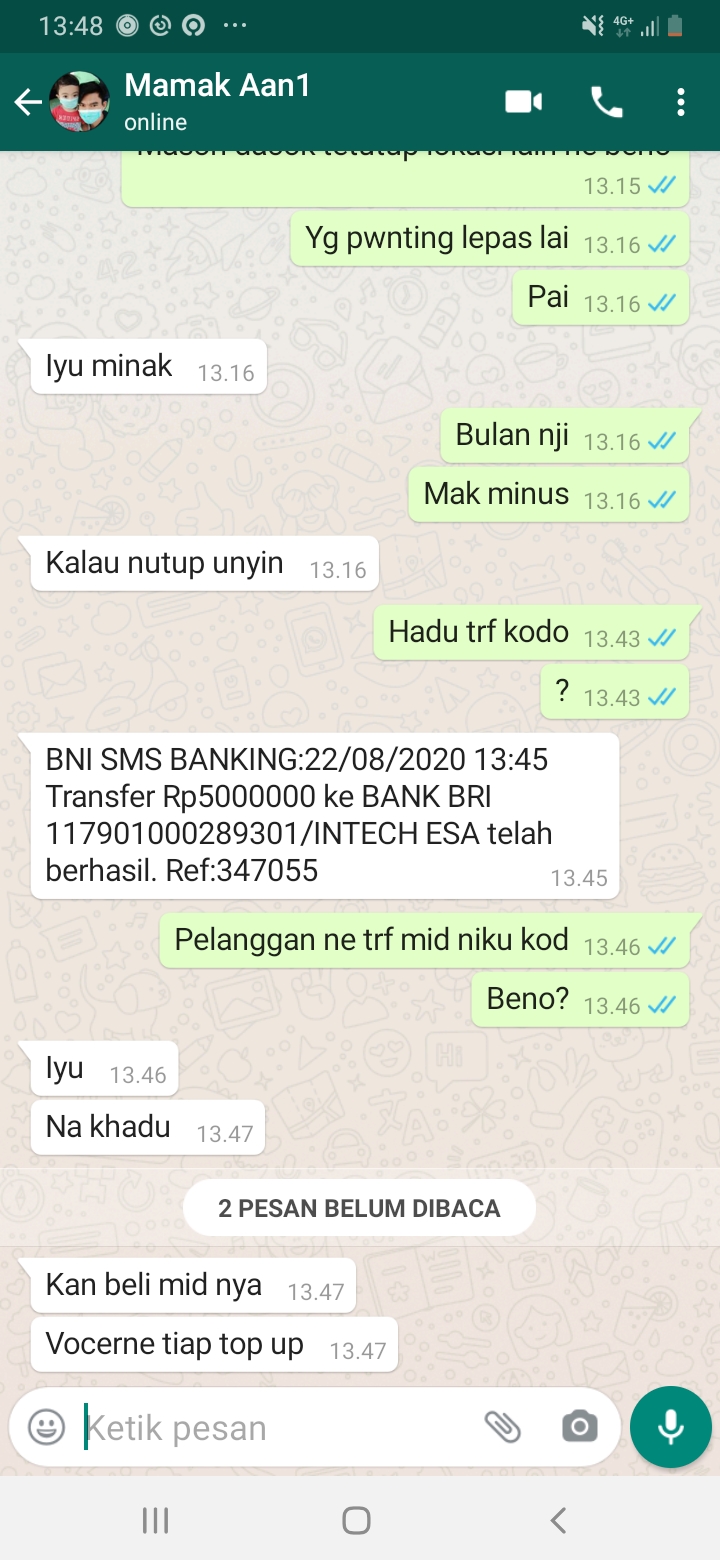 13:48
4G+
Mamak Aan1
online
13.15
Yg pwnting lepas lai 13.16
Pai 13.16
Iyu minak 13.16
Bulan nji 13.16
Mak minus 13.16
Kalau nutup unyin 13.16
Hadu trf kodo 13.43
? 13.43
BNI SMS BANKING:22/08/2020 13:45
Transfer Rp5000000 ke BANK BRI
117901000289301/INTECH ESA telah
berhasil. Ref:347055 13.45
Pelanggan ne trf mid niku kod 13.46
Beno? 13.46
Iyu 13.46
Na khadu 13.47
2 PESAN BELUM DIBACA
Kan beli mid nya 13.47
Vocerne tiap top up 13.47
Ketik pesan